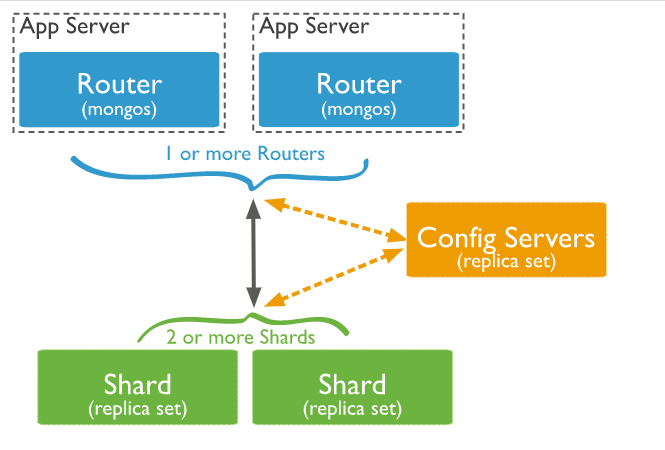 App Server
App Server
Router
(mongos)
Router
(mongos)
1 or more Routers
Config Servers
(replica set)
2 or more Shards
Shard
(replica set)
Shard
(replica set)